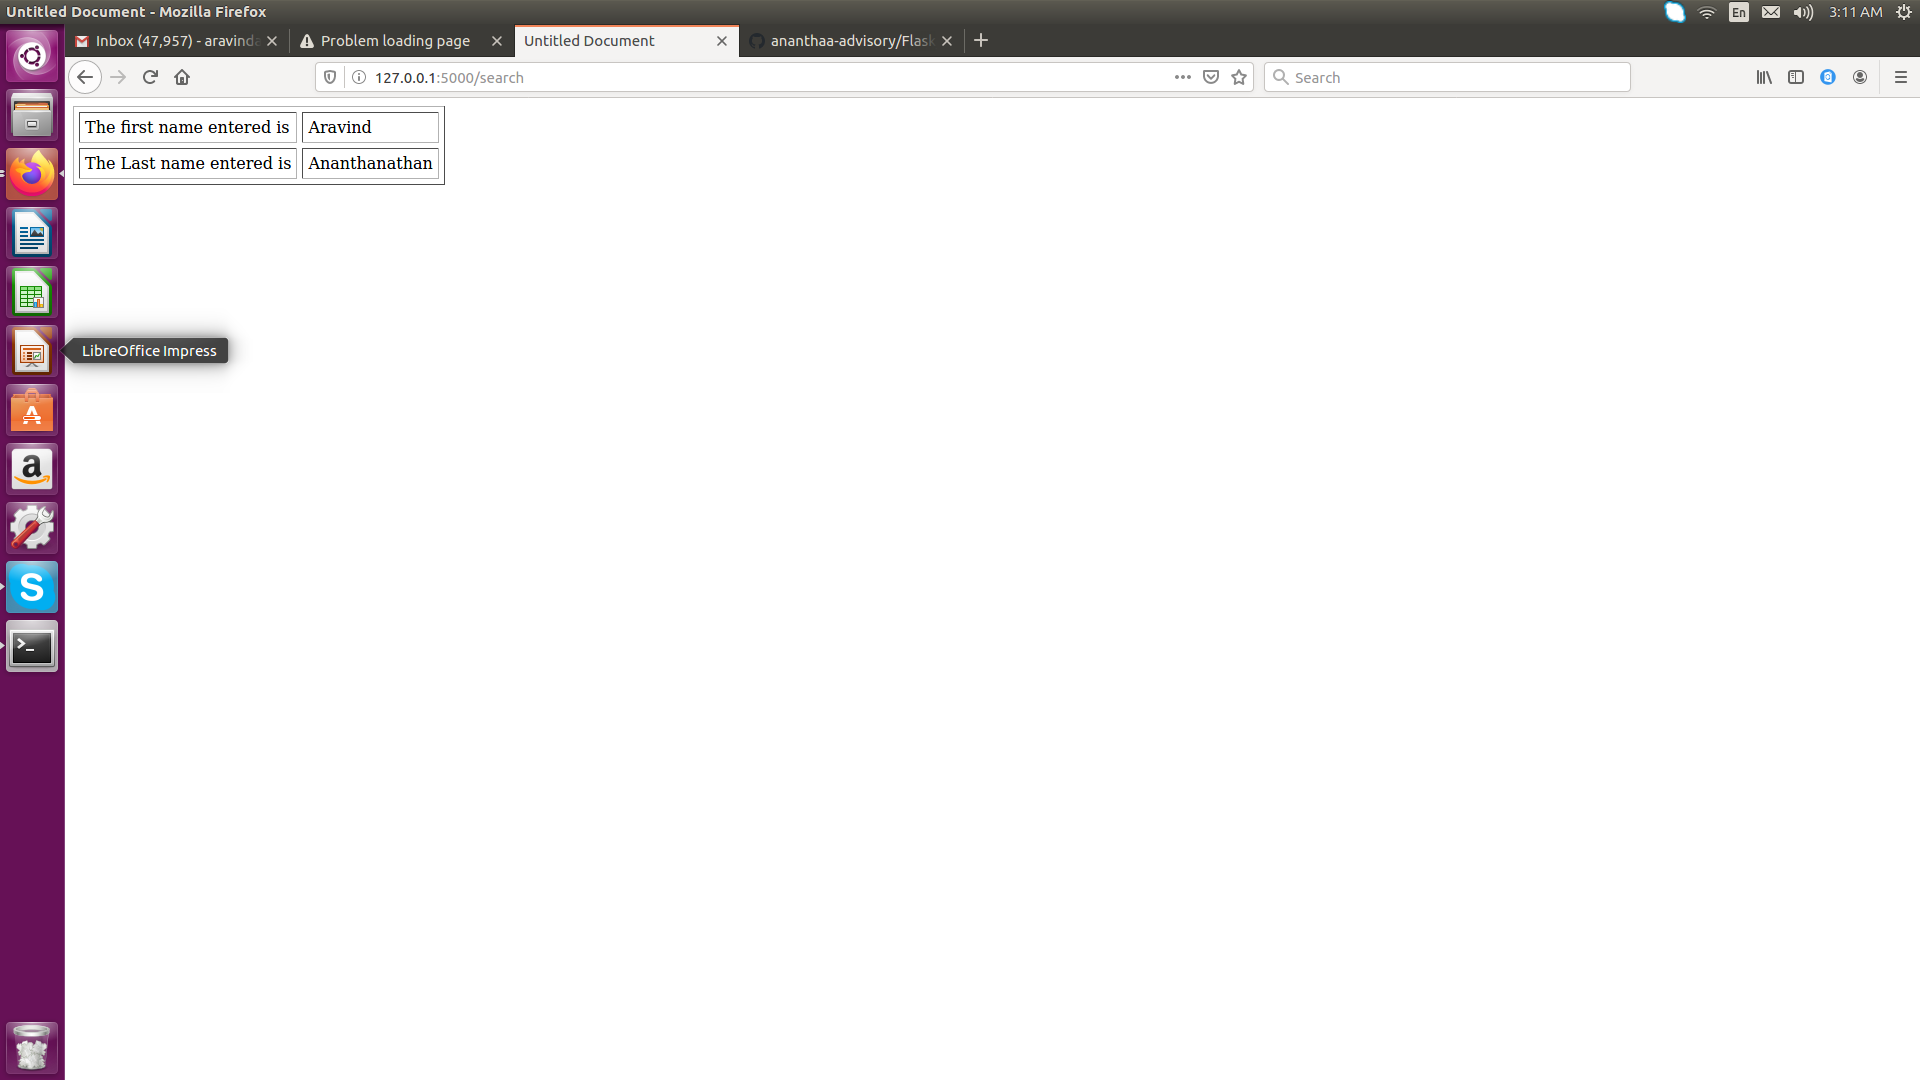 Untitled Document - Mozilla Firefox
En
3:11 AM
Inbox (47,957) - aravinda
Problem loading page
Untitled Document
ananthaa-advisory/Flask
127.0.0.1:5000/search
Search
The first name entered is Aravind
The Last name entered is Ananthanathan
LibreOffice Impress
A
a
S
>_